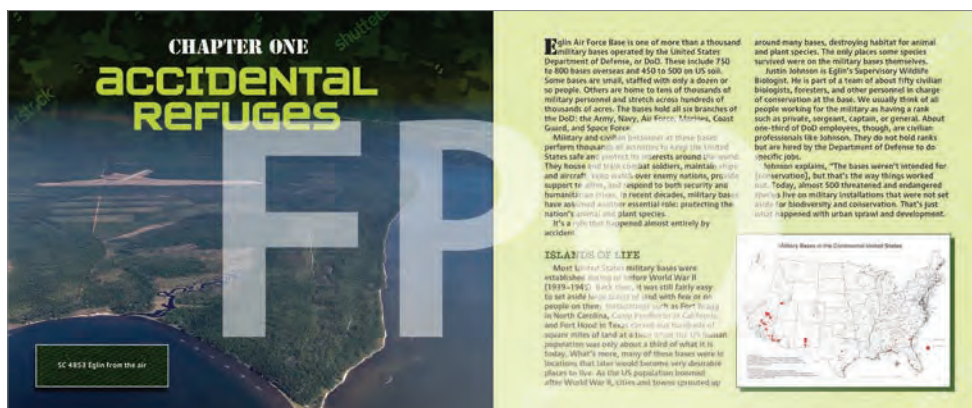 CHAPTER ONE
ACCIDENTAL
REFUGES
SC 4853 Eglin from the air
Eglin Air Force Base is one of more than a thousand
military bases operated by the United States
Department of Defense, or DoD. These include 750
to 800 bases overseas and 450 to 500 on US soil.
Some bases are small, staffed with only a dozen or
so people. Others are home to tens of thousands of
military personnel and stretch across hundreds of
thousands of acres. The bases hold all six branches of
the DoD: the Army, Navy, Air Force, Marines, Coast
Guard, and Space Force.
Military and civilian personnel at these bases
perform thousands of activities to keep the United
States safe and protect its interests around the world.
They house and train combat soldiers, maintain ships
and aircraft, keep watch over enemy nations, provide
support to allies, and respond to both security and
humanitarian crises. In recent decades, military bases
have assumed another essential role: protecting the
nation's animal and plant species.
It's a role that happened almost entirely by
accident.
ISLANDS OF LIFE
Most United States military bases were
established during or before World War II
(1939–1945). Back then, it was still fairly easy
to set aside large tracts of land with few or no
people on them. Installations such as Fort Bragg
in North Carolina, Camp Pendleton in California,
and Fort Hood in Texas carved out hundreds of
square miles of land at a time when the US human
population was only about a third of what it is
today. What's more, many of these bases were in
locations that later would become very desirable
places to live. As the US population boomed
after World War II, cities and towns sprouted up
around many bases, destroying habitat for animal
and plant species. The only places some species
survived were on the military bases themselves.
Justin Johnson is Eglin's Supervisory Wildlife
Biologist. He is part of a team of about fifty civilian
biologists, foresters, and other personnel in charge
of conservation at the base. We usually think of all
people working for the military as having a rank
such as private, sergeant, captain, or general. About
one-third of DoD employees, though, are civilian
professionals like Johnson. They do not hold ranks
but are hired by the Department of Defense to do
specific jobs.
Johnson explains, "The bases weren't intended for
[conservation], but that's the way things worked
out. Today, almost 500 threatened and endangered
species live on military installations that were not set
aside for biodiversity and conservation. That's just
what happened with urban sprawl and development.
Military Bases in the Continental United States
FPO
shutterstock